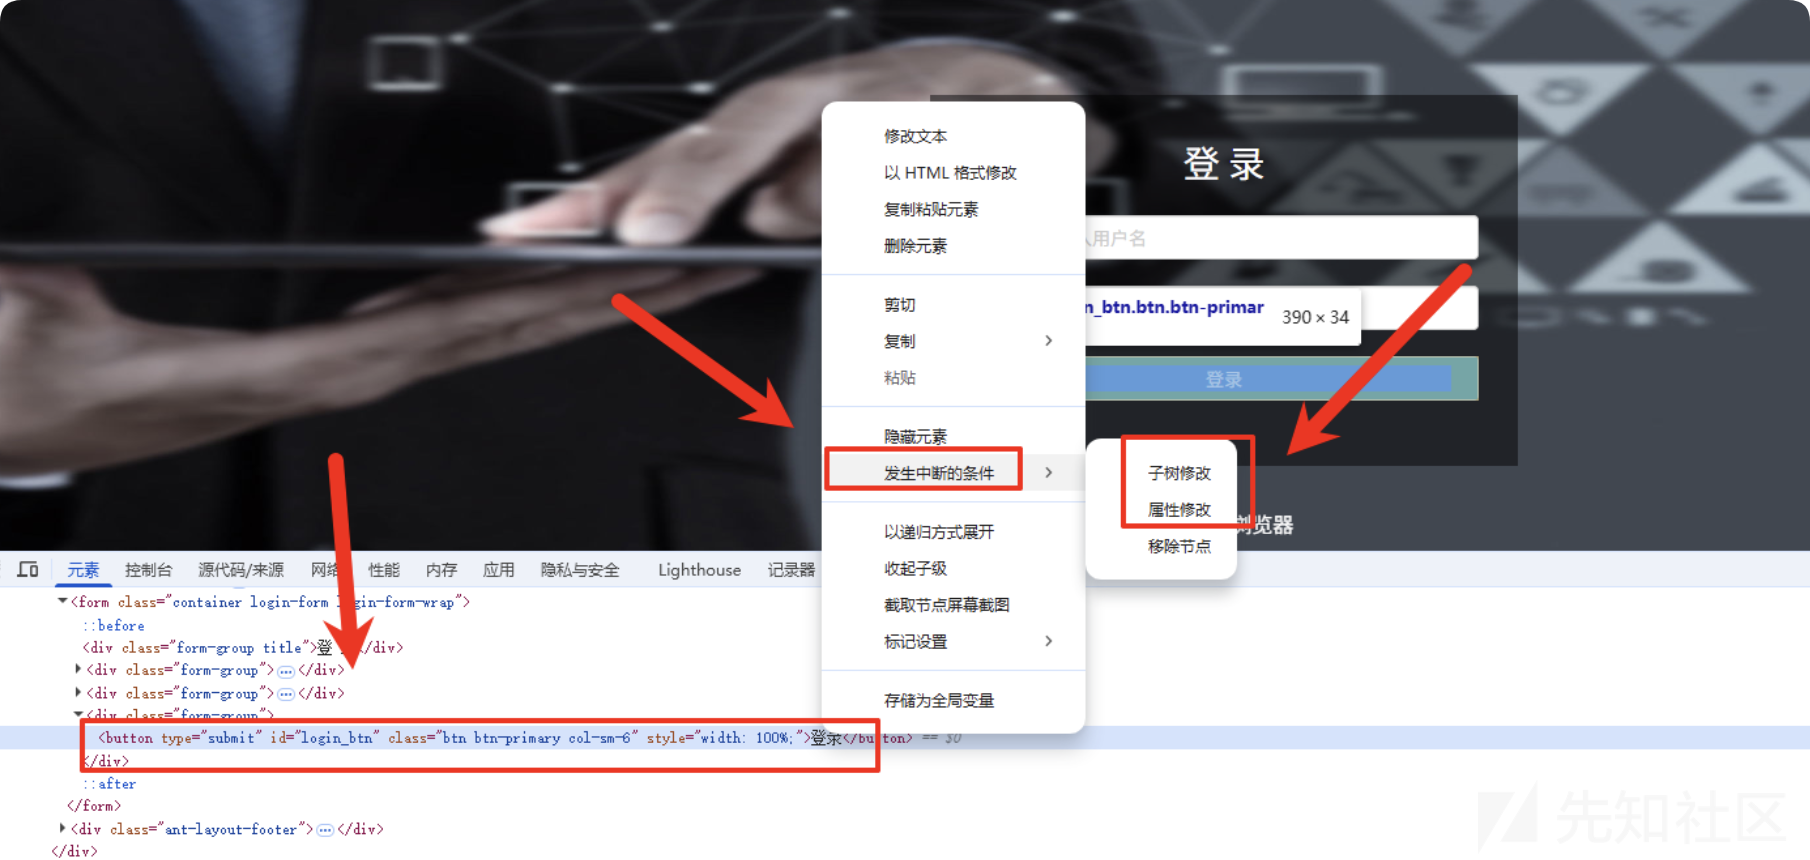 修改文本
以 HTML 格式修改
复制粘贴元素
删除元素
剪切
复制
粘贴
隐藏元素
发生中断的条件
以递归方式展开
收起子级
截取节点屏幕截图
标记设置
存储为全局变量
登 录
用户名
n_btn.btn.btn-primar
390 × 34
登录
子树修改
属性修改
移除节点
浏览器
元素 控制台 源代码/来源 网络 性能 内存 应用 隐私与安全 Lighthouse 记录器
<form class="container login-form login-form-wrap">
::before
<div class="form-group title">登 </div>
<div class="form-group">⋯</div>
<div class="form-group">⋯</div>
<div class="form-group">
<button type="submit" id="login_btn" class="btn btn-primary col-sm-6" style="width: 100%;">登录</button> == $0
</div>
::after
</form>
<div class="ant-layout-footer">⋯</div>
</div>
先知社区